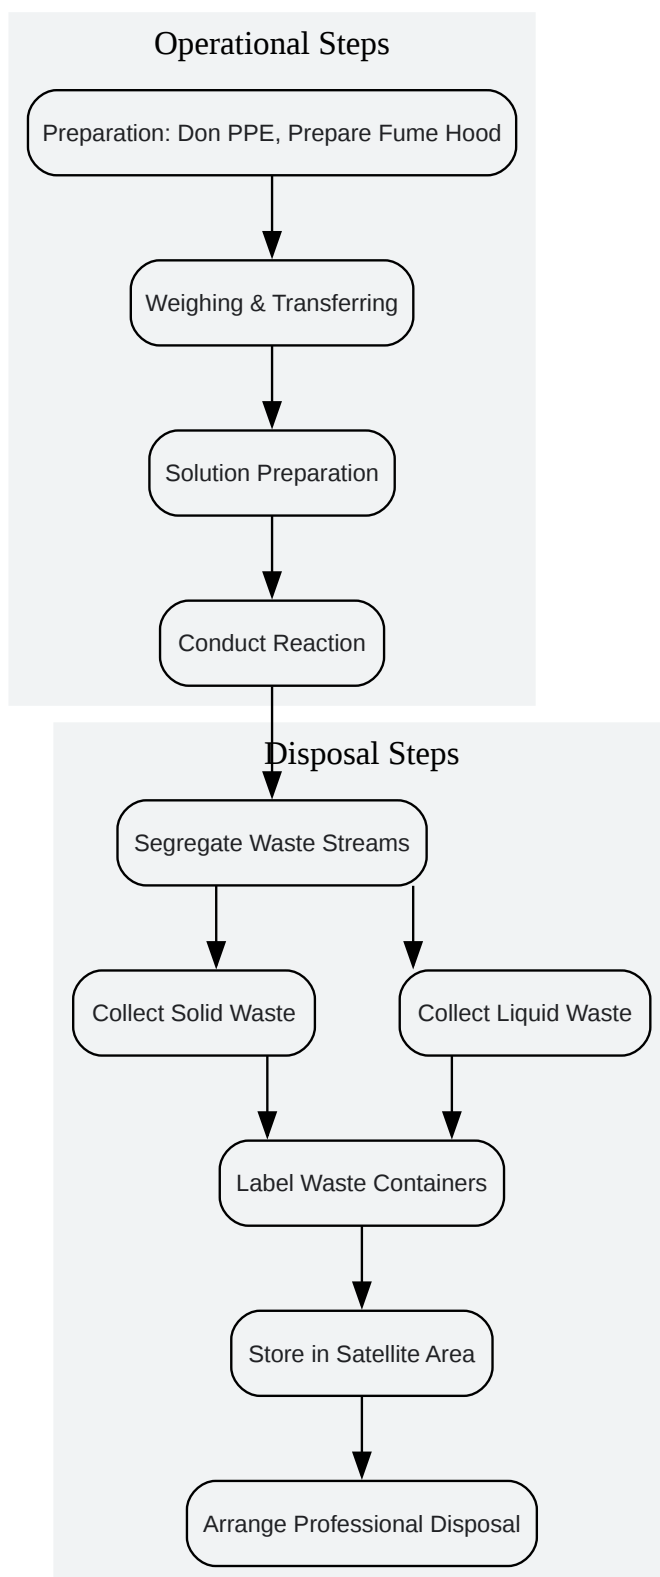 Operational Steps
Preparation: Don PPE, Prepare Fume Hood
Weighing & Transferring
Solution Preparation
Conduct Reaction
Disposal Steps
Segregate Waste Streams
Collect Solid Waste
Collect Liquid Waste
Label Waste Containers
Store in Satellite Area
Arrange Professional Disposal